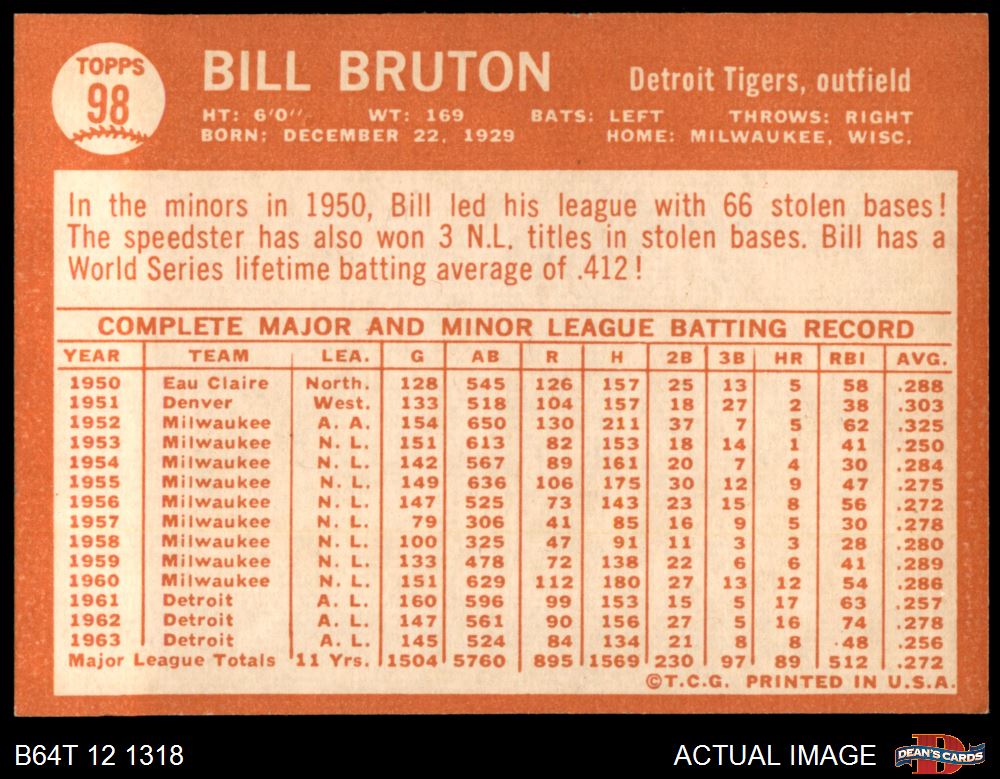 TOPPS
98
BILL BRUTON
Detroit Tigers, outfield
HT: 6'0" WT: 169 BATS: LEFT THROWS: RIGHT
BORN: DECEMBER 22, 1929 HOME: MILWAUKEE, WISC.
In the minors in 1950, Bill led his league with 66 stolen bases!
The speedster has also won 3 N.L. titles in stolen bases. Bill has a
World Series lifetime batting average of .412!
COMPLETE MAJOR AND MINOR LEAGUE BATTING RECORD
YEAR TEAM LEA. G AB R H 2B 3B HR RBI AVG.
1950 Eau Claire North. 128 545 126 157 25 13 5 58 .288
1951 Denver West. 133 518 104 157 18 27 2 38 .303
1952 Milwaukee A. A. 154 650 130 211 37 7 5 62 .325
1953 Milwaukee N. L. 151 613 82 153 18 14 1 41 .250
1954 Milwaukee N. L. 142 567 89 161 20 7 4 30 .284
1955 Milwaukee N. L. 149 636 106 175 30 12 9 47 .275
1956 Milwaukee N. L. 147 525 73 143 23 15 8 56 .272
1957 Milwaukee N. L. 79 306 41 85 16 9 5 30 .278
1958 Milwaukee N. L. 100 325 47 91 11 3 3 28 .280
1959 Milwaukee N. L. 133 478 72 138 22 6 6 41 .289
1960 Milwaukee N. L. 151 629 112 180 27 13 12 54 .286
1961 Detroit A. L. 160 596 99 153 15 5 17 63 .257
1962 Detroit A. L. 147 561 90 156 27 5 16 74 .278
1963 Detroit A. L. 145 524 84 134 21 8 8 48 .256
Major League Totals 11 Yrs. 1504 5760 895 1569 230 97 89 512 .272
©T.C.G. PRINTED IN U.S.A.
B64T 12 1318
ACTUAL IMAGE
DEAN'S CARDS